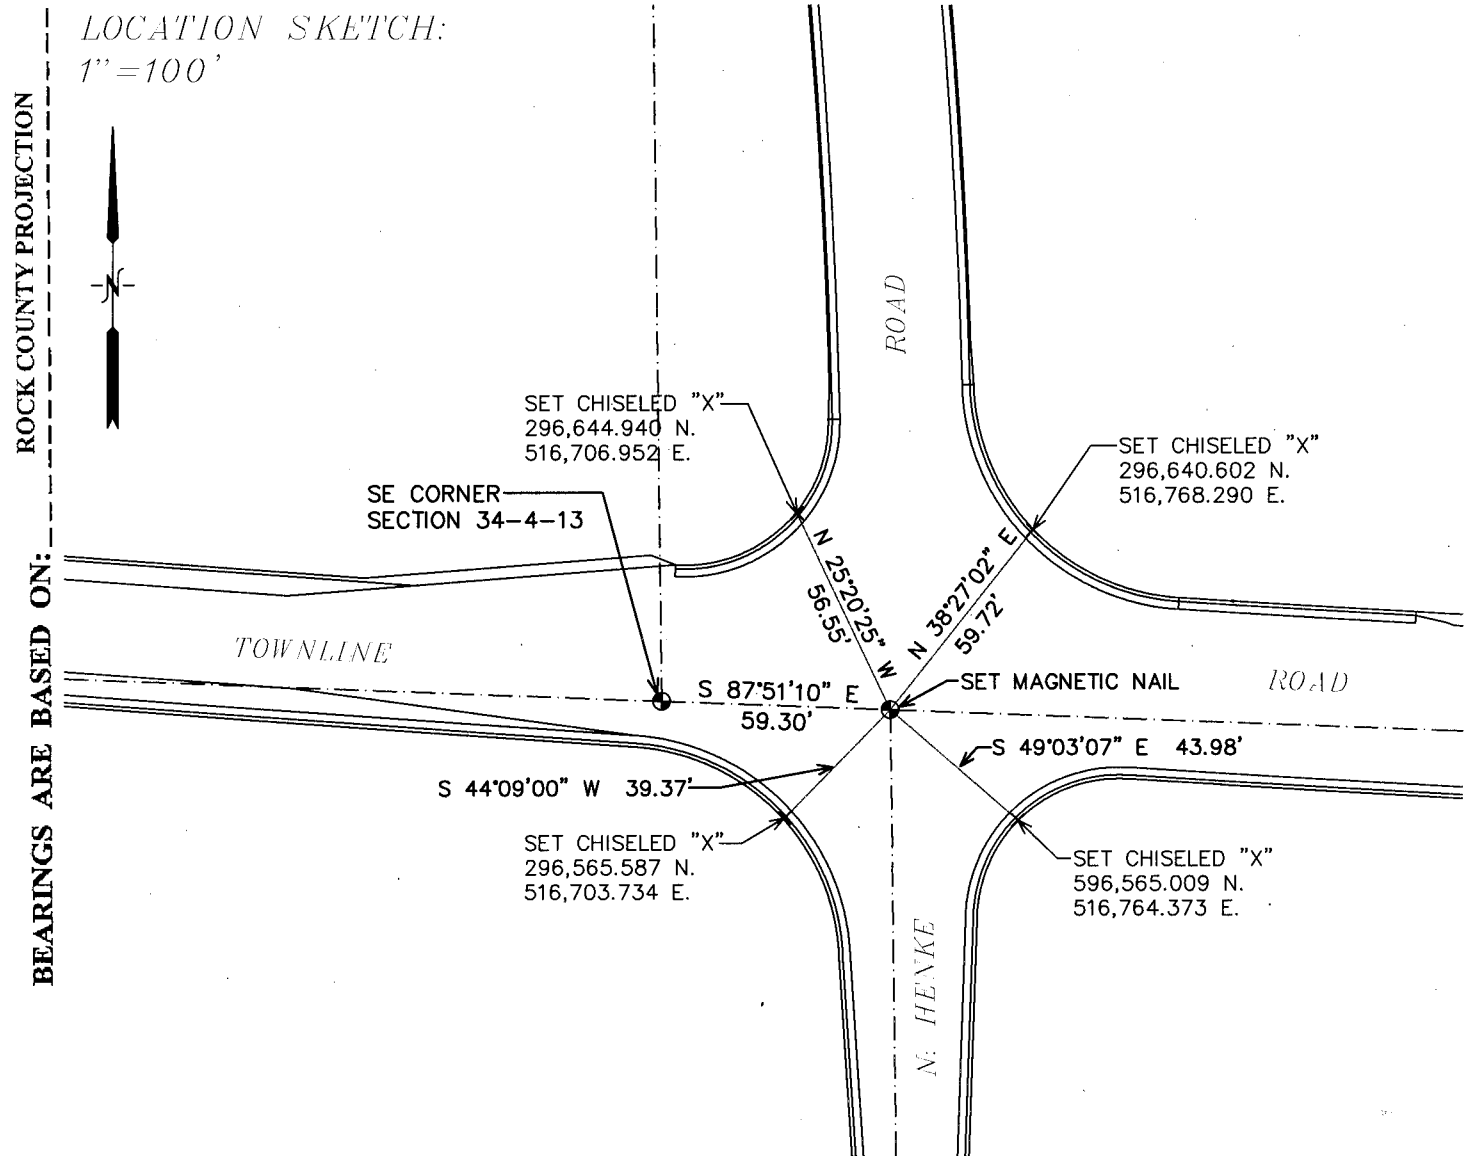 LOCATION SKETCH:
1"=100'
BEARINGS ARE BASED ON: ROCK COUNTY PROJECTION
N
ROAD
SET CHISELED "X"
296,644.940 N.
516,706.952 E.
SET CHISELED "X"
296,640.602 N.
516,768.290 E.
SE CORNER
SECTION 34-4-13
N 25°20'25" W
56.55'
N 38°27'02" E
59.72'
TOWNLINE
S 87°51'10" E
59.30'
SET MAGNETIC NAIL
ROAD
S 49°03'07" E 43.98'
S 44°09'00" W 39.37'
SET CHISELED "X"
296,565.587 N.
516,703.734 E.
SET CHISELED "X"
596,565.009 N.
516,764.373 E.
N. HENKE